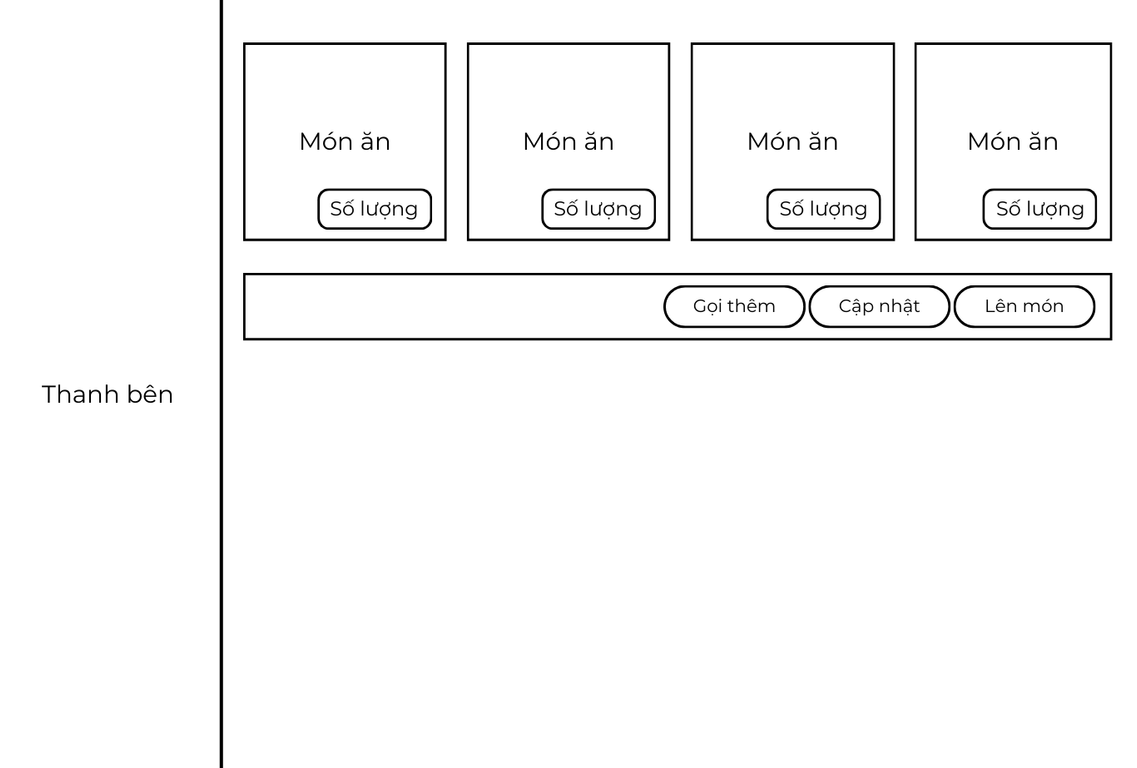 Món ăn
Món ăn
Món ăn
Món ăn
Số lượng
Số lượng
Số lượng
Số lượng
Gọi thêm
Cập nhật
Lên món
Thanh bên